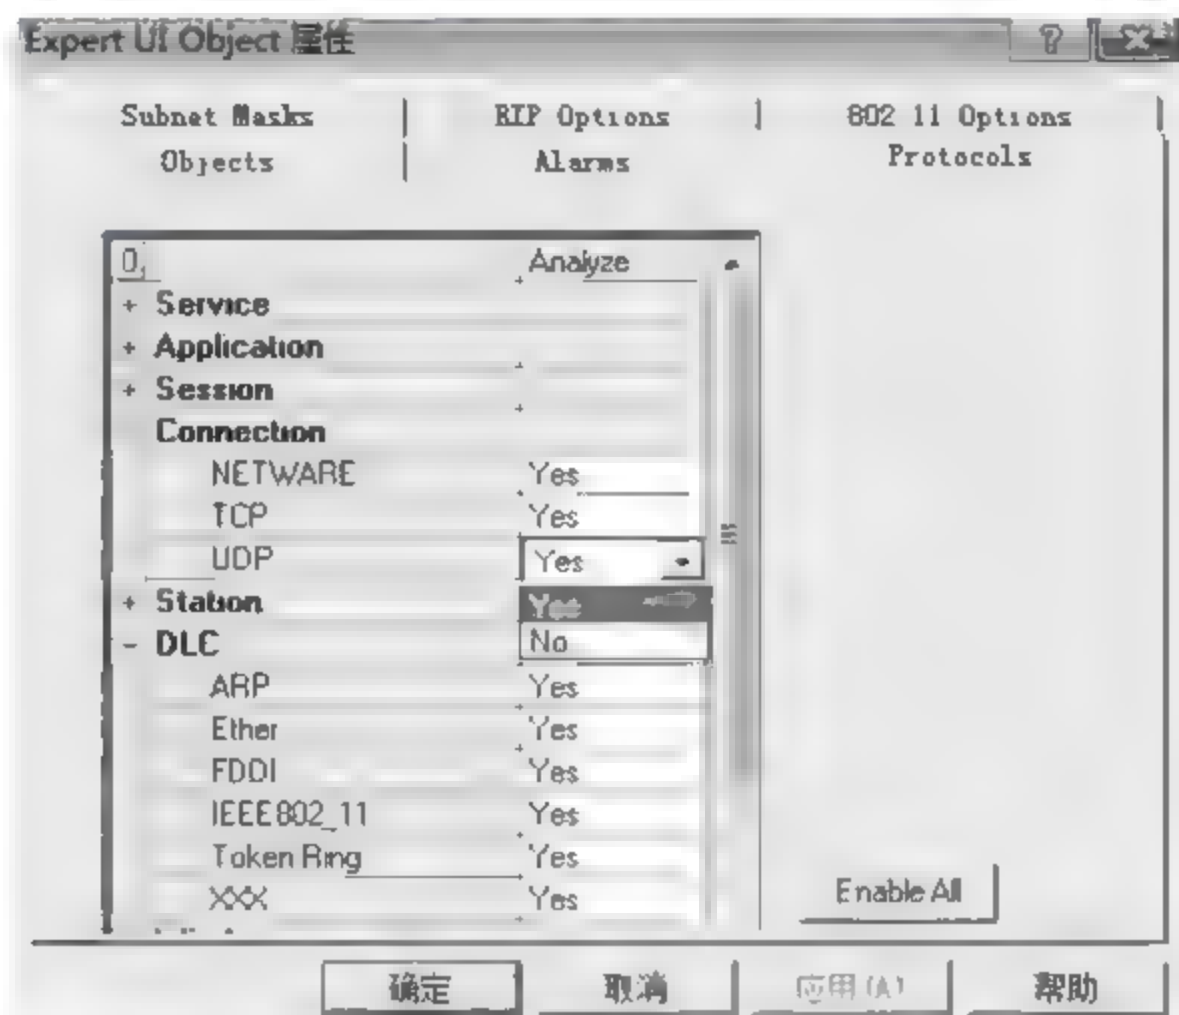 Expert UI Object 属性
Subnet Masks RIP Options 802 11 Options
Objects Alarms Protocols
0, Analyze
+ Service
+ Application
+ Session
Connection
NETWARE Yes
TCP Yes
UDP Yes
+ Station Yes
- DLC No
ARP Yes
Ether Yes
FDDI Yes
IEEE802_11 Yes
Token Ring Yes
XXX Yes
Enable All
确定 取消 应用(A) 帮助